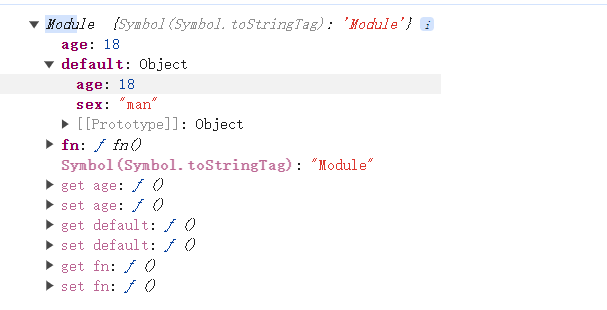 Module {Symbol(Symbol.toStringTag): 'Module'} i
age: 18
default: Object
age: 18
sex: "man"
[[Prototype]]: Object
fn: ƒ fn()
Symbol(Symbol.toStringTag): "Module"
get age: ƒ ()
set age: ƒ ()
get default: ƒ ()
set default: ƒ ()
get fn: ƒ ()
set fn: ƒ ()